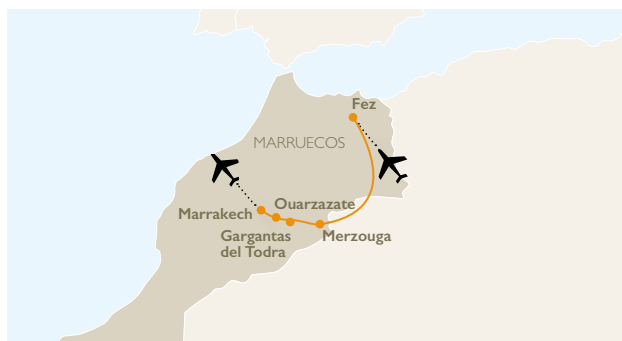 Fez
MARRUECOS
Ouarzazate
Marrakech
Gargantas
del Todra
Merzouga